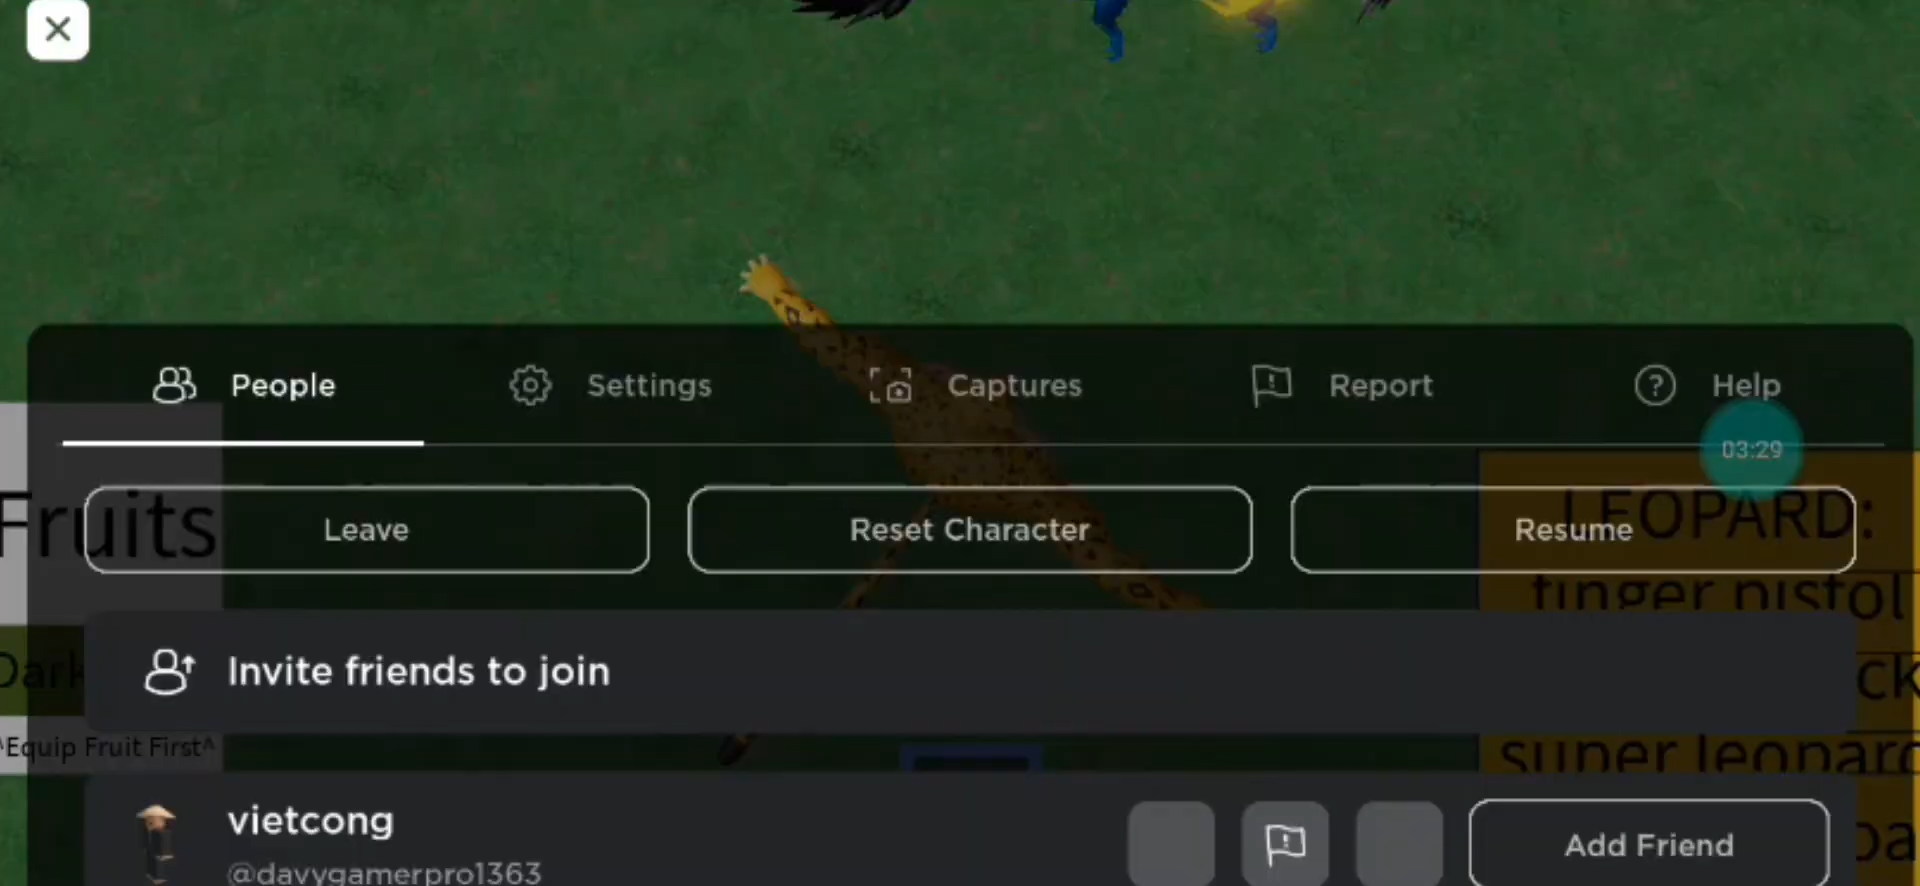 People
Settings
Captures
Report
Help
03:29
Fruits
Leave
Reset Character
Resume
LEOPARD:
finger pistol
Invite friends to join
Dark
^Equip Fruit First^
super leopard
vietcong
@davygamerpro1363
Add Friend